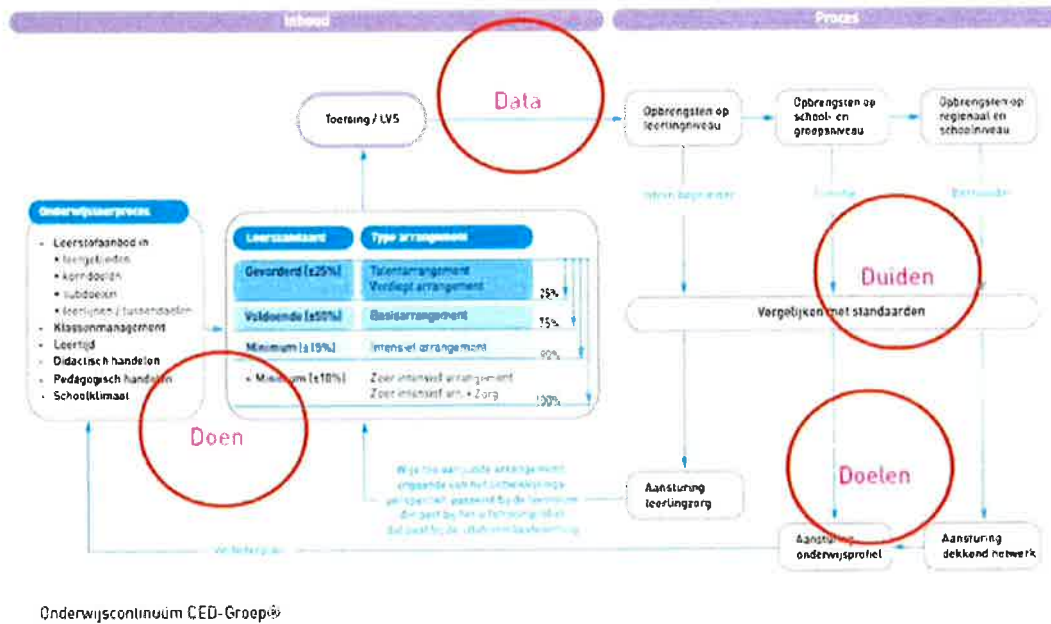 Inhoud
Proces
Data
Toetsing / LVS
Opbrengsten op
leerlingniveau
Opbrengsten op
school- en
groepsniveau
Opbrengsten op
regionaal en
schoolniveau
Intern begeleider
Directie
Bestuurder
Onderwijsleerproces
- Leerstofaanbod in
• leergebieden
• kerndoelen
• subdoelen
• leerlijnen / tussendoelen
- Klassenmanagement
- Leertijd
- Didactisch handelen
- Pedagogisch handelen
- Schoolklimaat
Leerstandaard
Type arrangement
Gevorderd (±25%)
Talentarrangement
Verdiept arrangement
25%
Voldoende (±50%)
Basisarrangement
75%
Minimum (±15%)
Intensief arrangement
90%
- Minimum (±10%)
Zeer intensief arrangement
Zeer intensief arr. + Zorg
100%
Duiden
Vergelijken met standaarden
Doen
Doelen
Aansturing
leerlingzorg
Aansturing
onderwijsprofiel
Aansturing
dekkend netwerk
Onderwijscontinuüm CED-Groep®